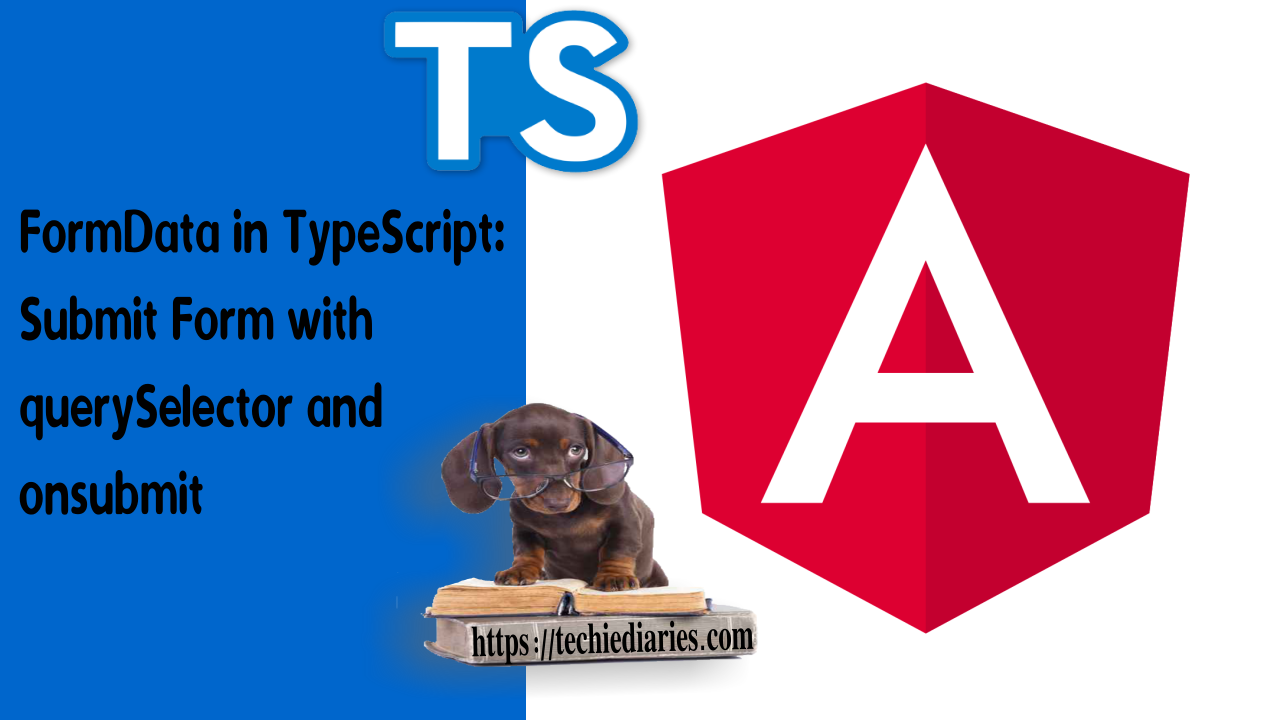 TS
FormData in TypeScript:
Submit Form with
querySelector and
onsubmit
A
https://techiediaries.com